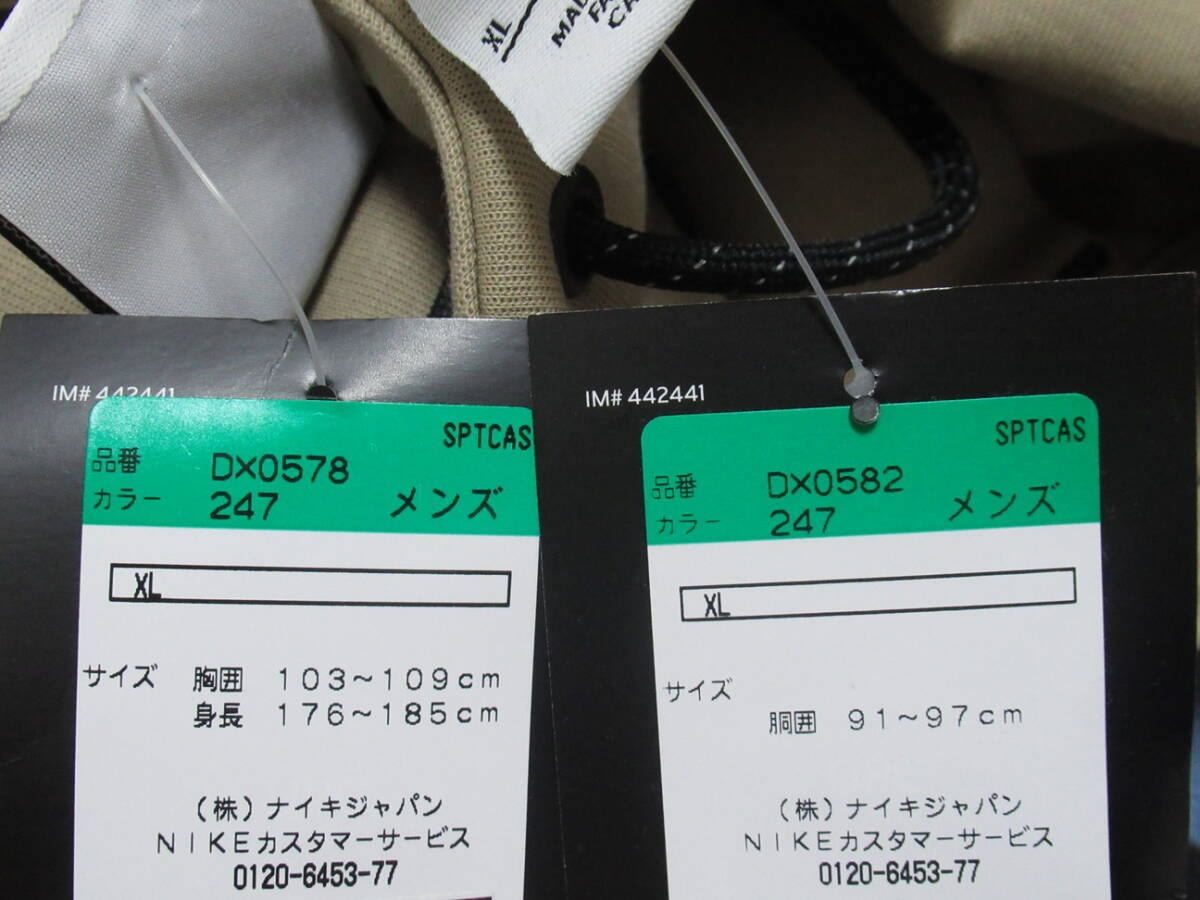 XL
IM# 442441
SPTCAS
品番 DX0578
カラー 247 メンズ
XL
サイズ 胸囲 103~109cm
身長 176~185cm
(株)ナイキジャパン
NIKEカスタマーサービス
0120-6453-77
IM# 442441
SPTCAS
品番 DX0582
カラー 247 メンズ
XL
サイズ
胴囲 91~97cm
(株)ナイキジャパン
NIKEカスタマーサービス
0120-6453-77